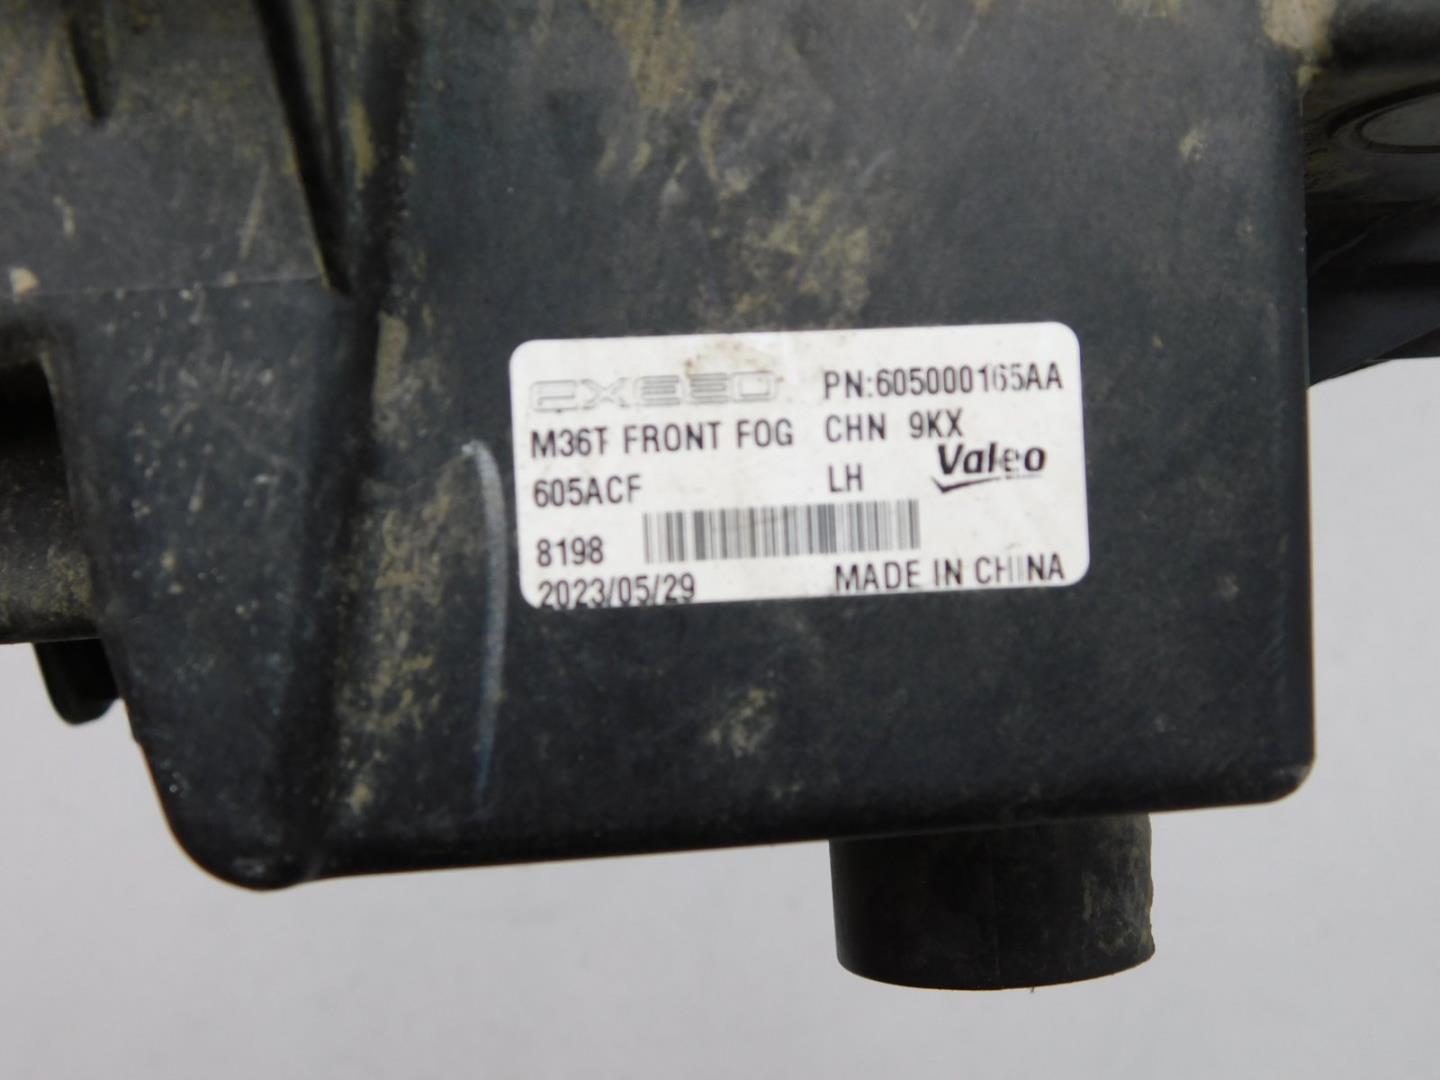 EXEED PN:605000165AA
M36T FRONT FOG CHN 9KX
605ACF LH Valeo
8198
2023/05/29 MADE IN CHINA